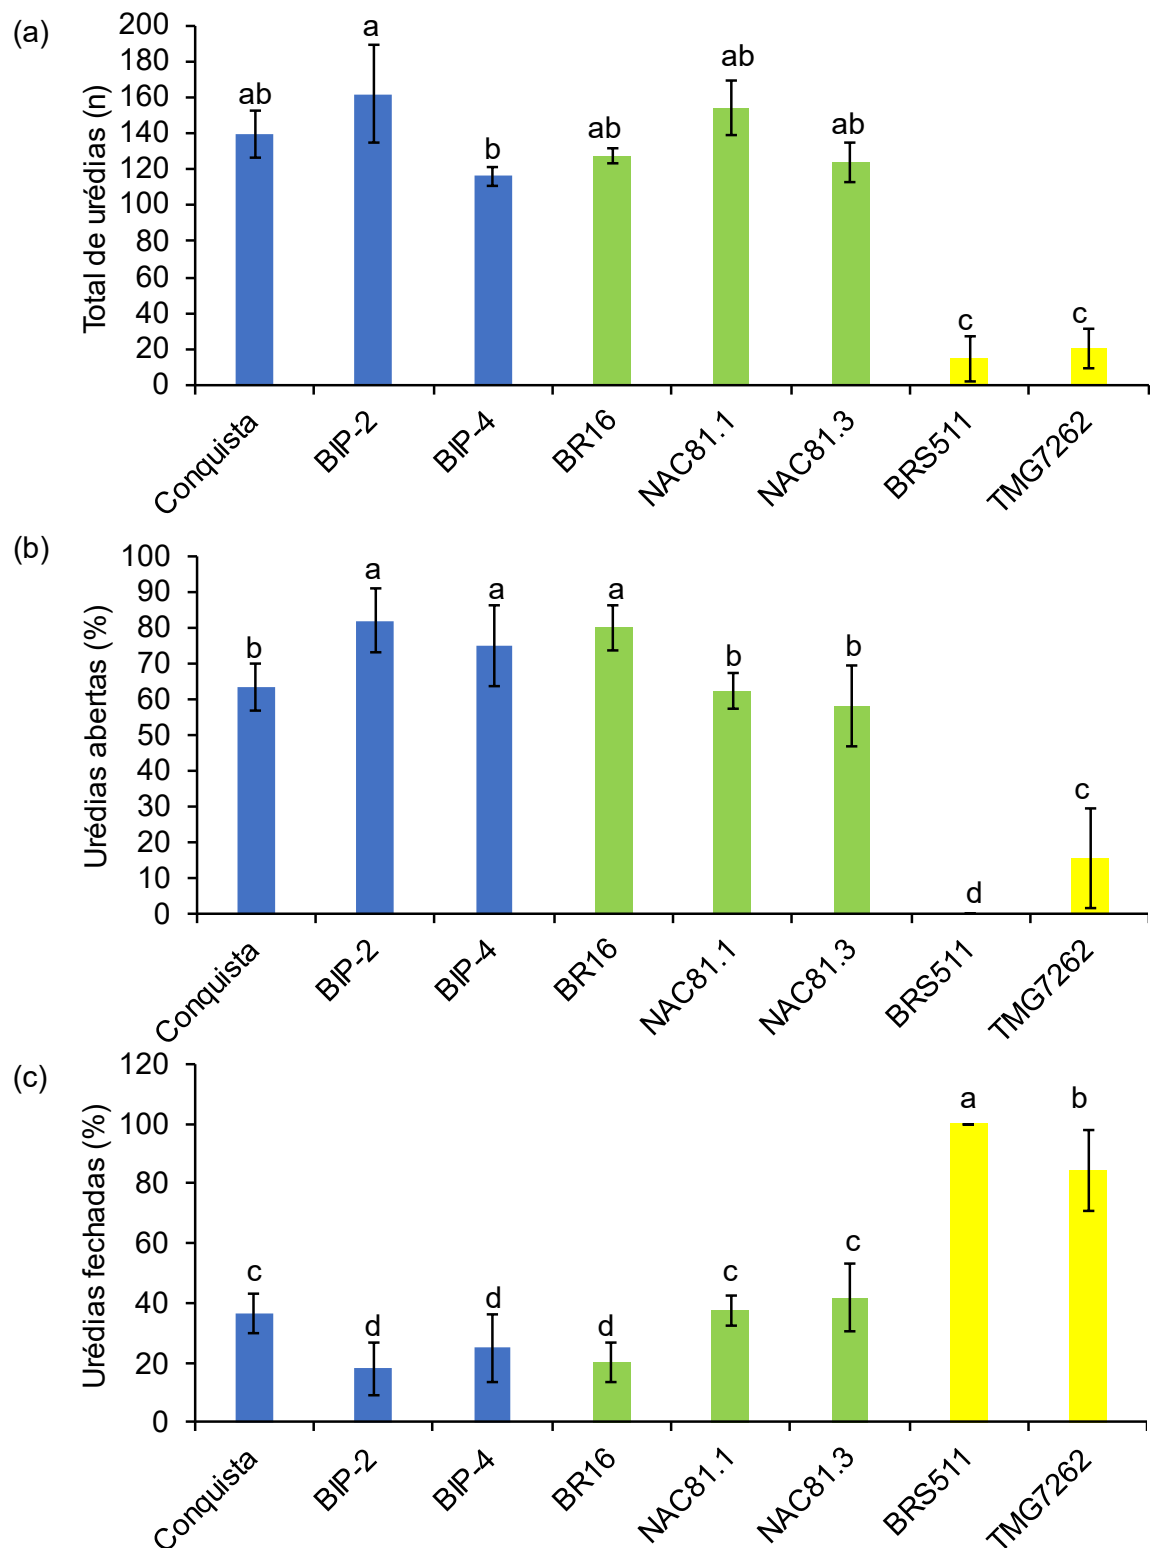 (a)
Total de urédias (n)
200
180
160
140
120
100
80
60
40
20
0
ab
a
b
ab
ab
ab
c
c
Conquista
BIP-2
BIP-4
BR16
NAC81.1
NAC81.3
BRS511
TMG7262
(b)
Urédias abertas (%)
100
90
80
70
60
50
40
30
20
10
0
b
a
a
a
b
b
d
c
Conquista
BIP-2
BIP-4
BR16
NAC81.1
NAC81.3
BRS511
TMG7262
(c)
Urédias fechadas (%)
120
100
80
60
40
20
0
c
d
d
d
c
c
a
b
Conquista
BIP-2
BIP-4
BR16
NAC81.1
NAC81.3
BRS511
TMG7262